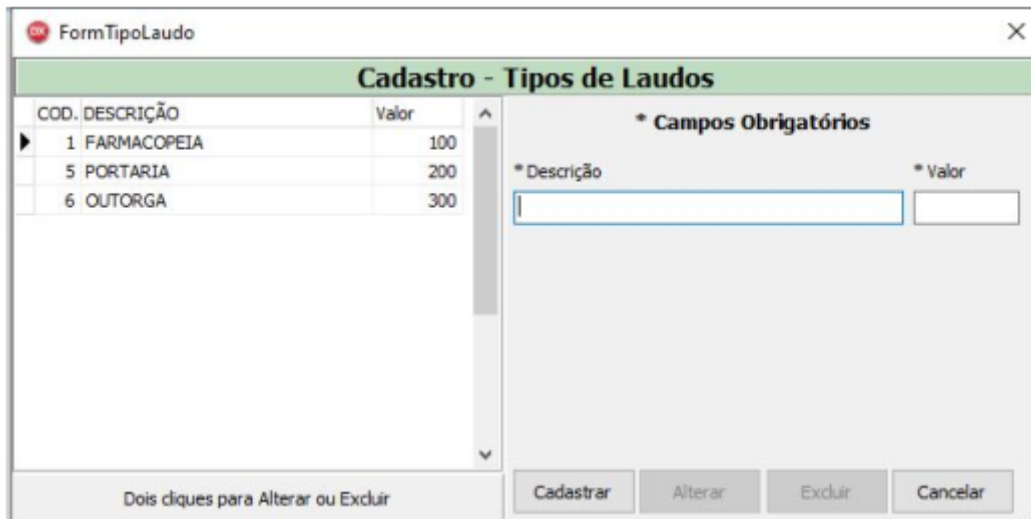 DX FormTipoLaudo
Cadastro - Tipos de Laudos
COD. DESCRIÇÃO Valor
1 FARMACOPEIA 100
5 PORTARIA 200
6 OUTORGA 300
Dois cliques para Alterar ou Excluir
* Campos Obrigatórios
* Descrição * Valor
Cadastrar Alterar Excluir Cancelar